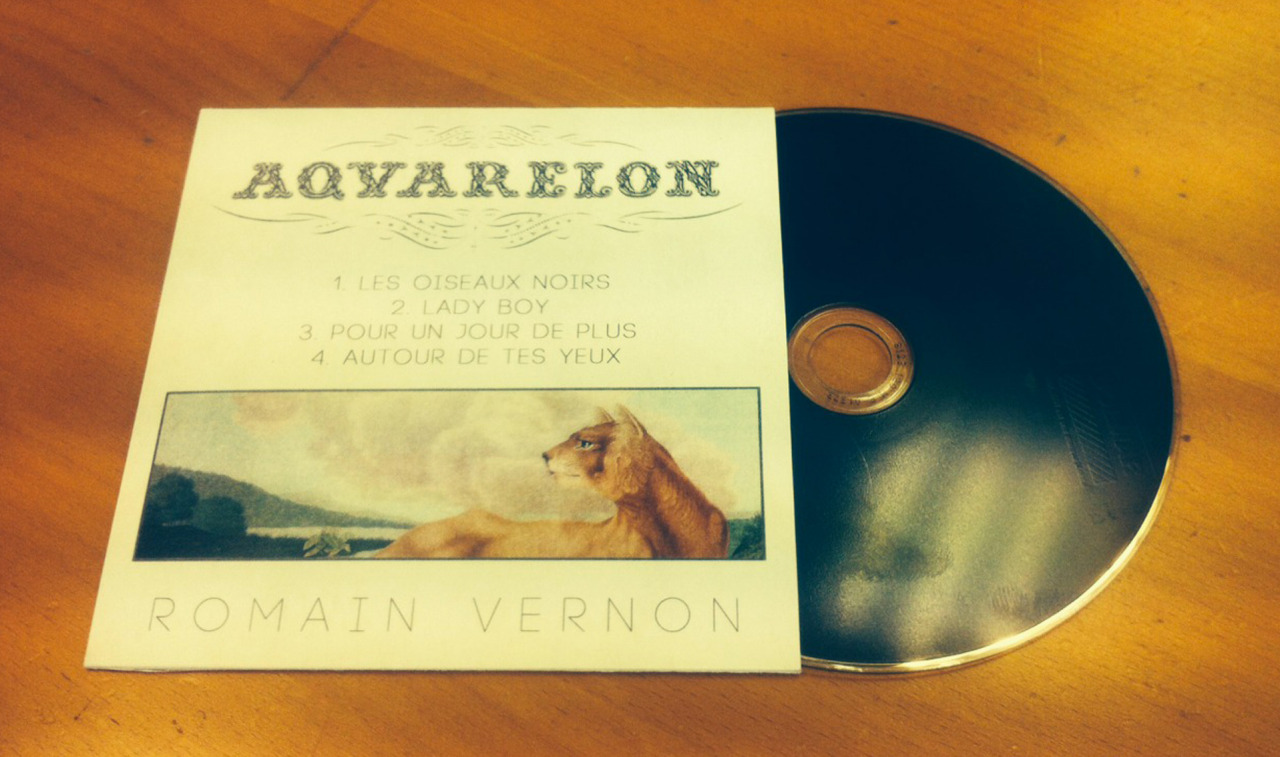 AQVARELON
1. LES OISEAUX NOIRS
2. LADY BOY
3. POUR UN JOUR DE PLUS
4. AUTOUR DE TES YEUX
ROMAIN VERNON